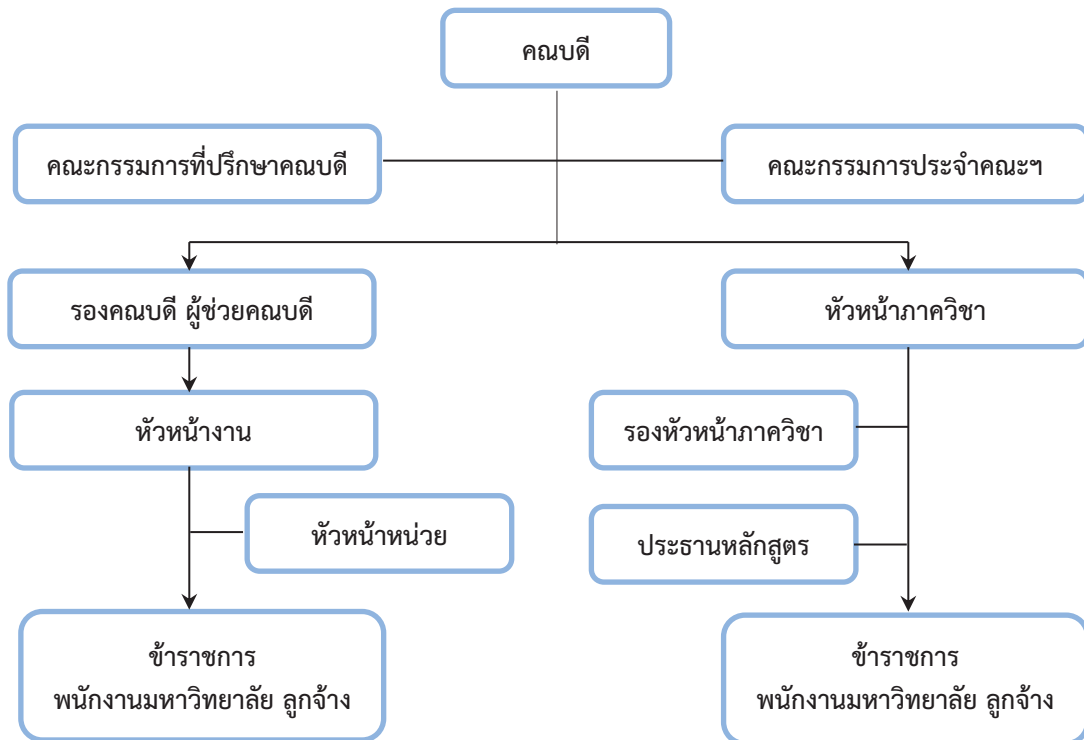 คณบดี
คณะกรรมการที่ปรึกษาคณบดี
คณะกรรมการประจำคณะฯ
รองคณบดี ผู้ช่วยคณบดี
หัวหน้าภาควิชา
หัวหน้างาน
รองหัวหน้าภาควิชา
หัวหน้าหน่วย
ประธานหลักสูตร
ข้าราชการ
พนักงานมหาวิทยาลัย ลูกจ้าง
ข้าราชการ
พนักงานมหาวิทยาลัย ลูกจ้าง